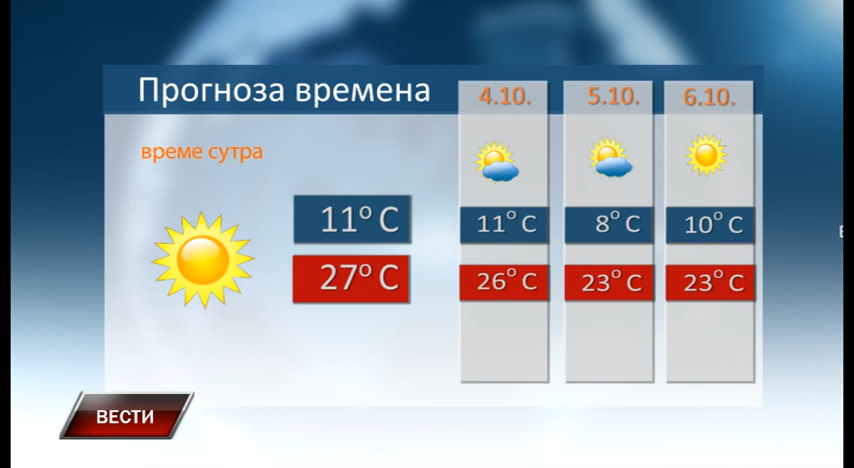 Прогноза времена
време сутра
11° C
27° C
4.10.
11° C
26° C
5.10.
8° C
23° C
6.10.
10° C
23° C
ВЕСТИ